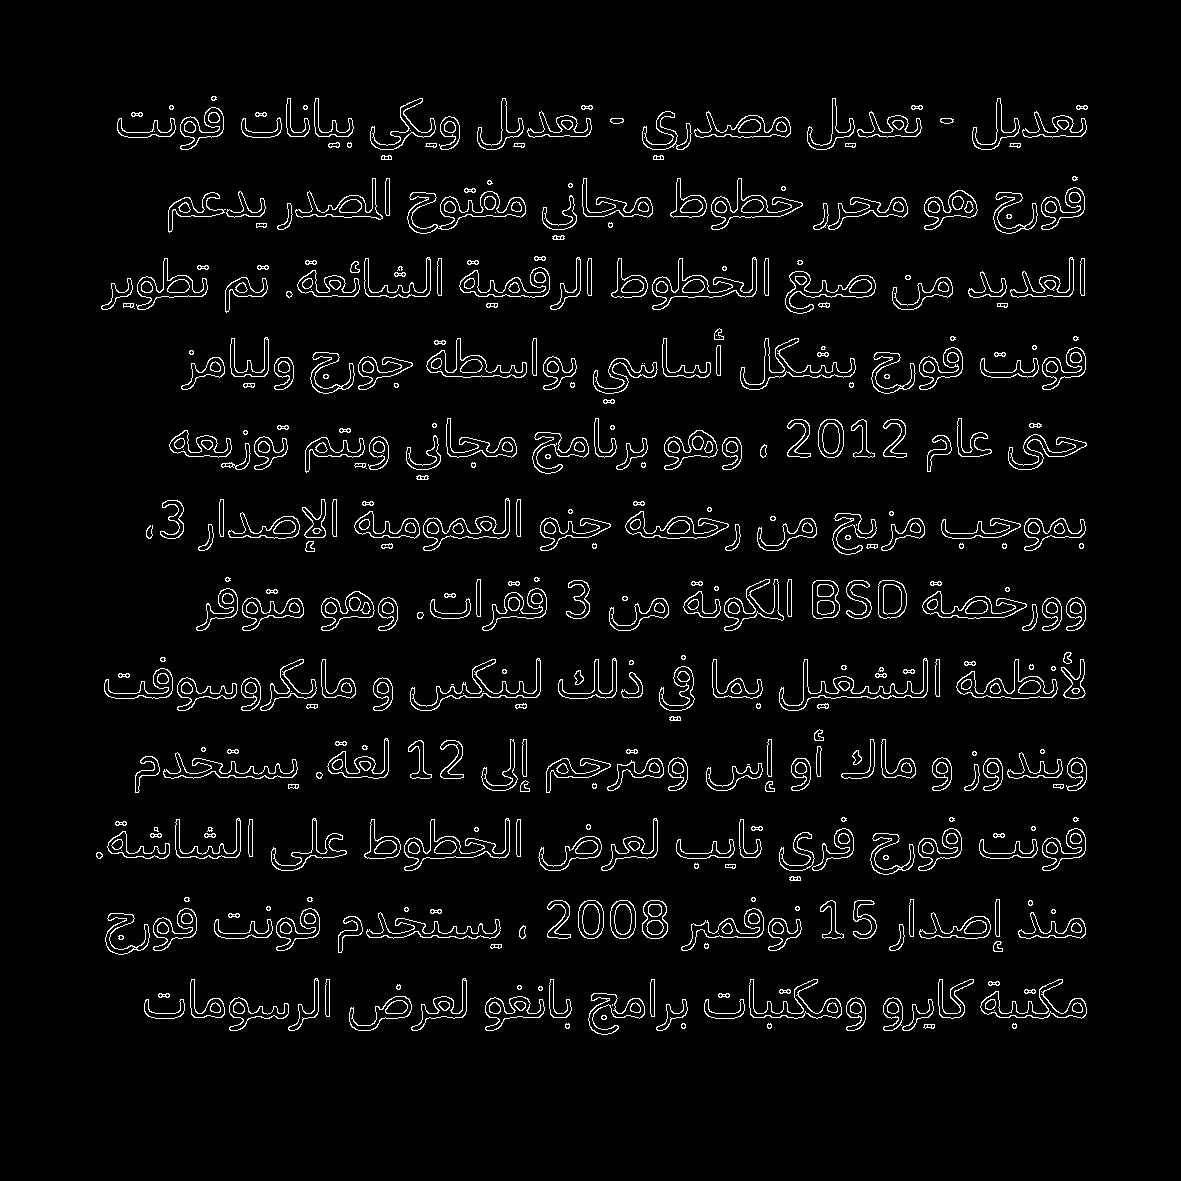 تعديل - تعديل مصدري - تعديل ويكي بيانات فونت
فورج هو محرر خطوط مجاني مفتوح المصدر يدعم
العديد من صيغ الخطوط الرقمية الشائعة. تم تطوير
فونت فورج بشكل أساسي بواسطة جورج وليامز
حتى عام 2012 ، وهو برنامج مجاني ويتم توزيعه
بموجب مزيج من رخصة جنو العمومية الإصدار 3،
وورخصة BSD المكونة من 3 فقرات. وهو متوفر
لأنظمة التشغيل بما في ذلك لينكس و مايكروسوفت
ويندوز و ماك أو إس ومترجم إلى 12 لغة. يستخدم
فونت فورج فري تايب لعرض الخطوط على الشاشة.
منذ إصدار 15 نوفمبر 2008 ، يستخدم فونت فورج
مكتبة كايرو ومكتبات برامج بانغو لعرض الرسومات